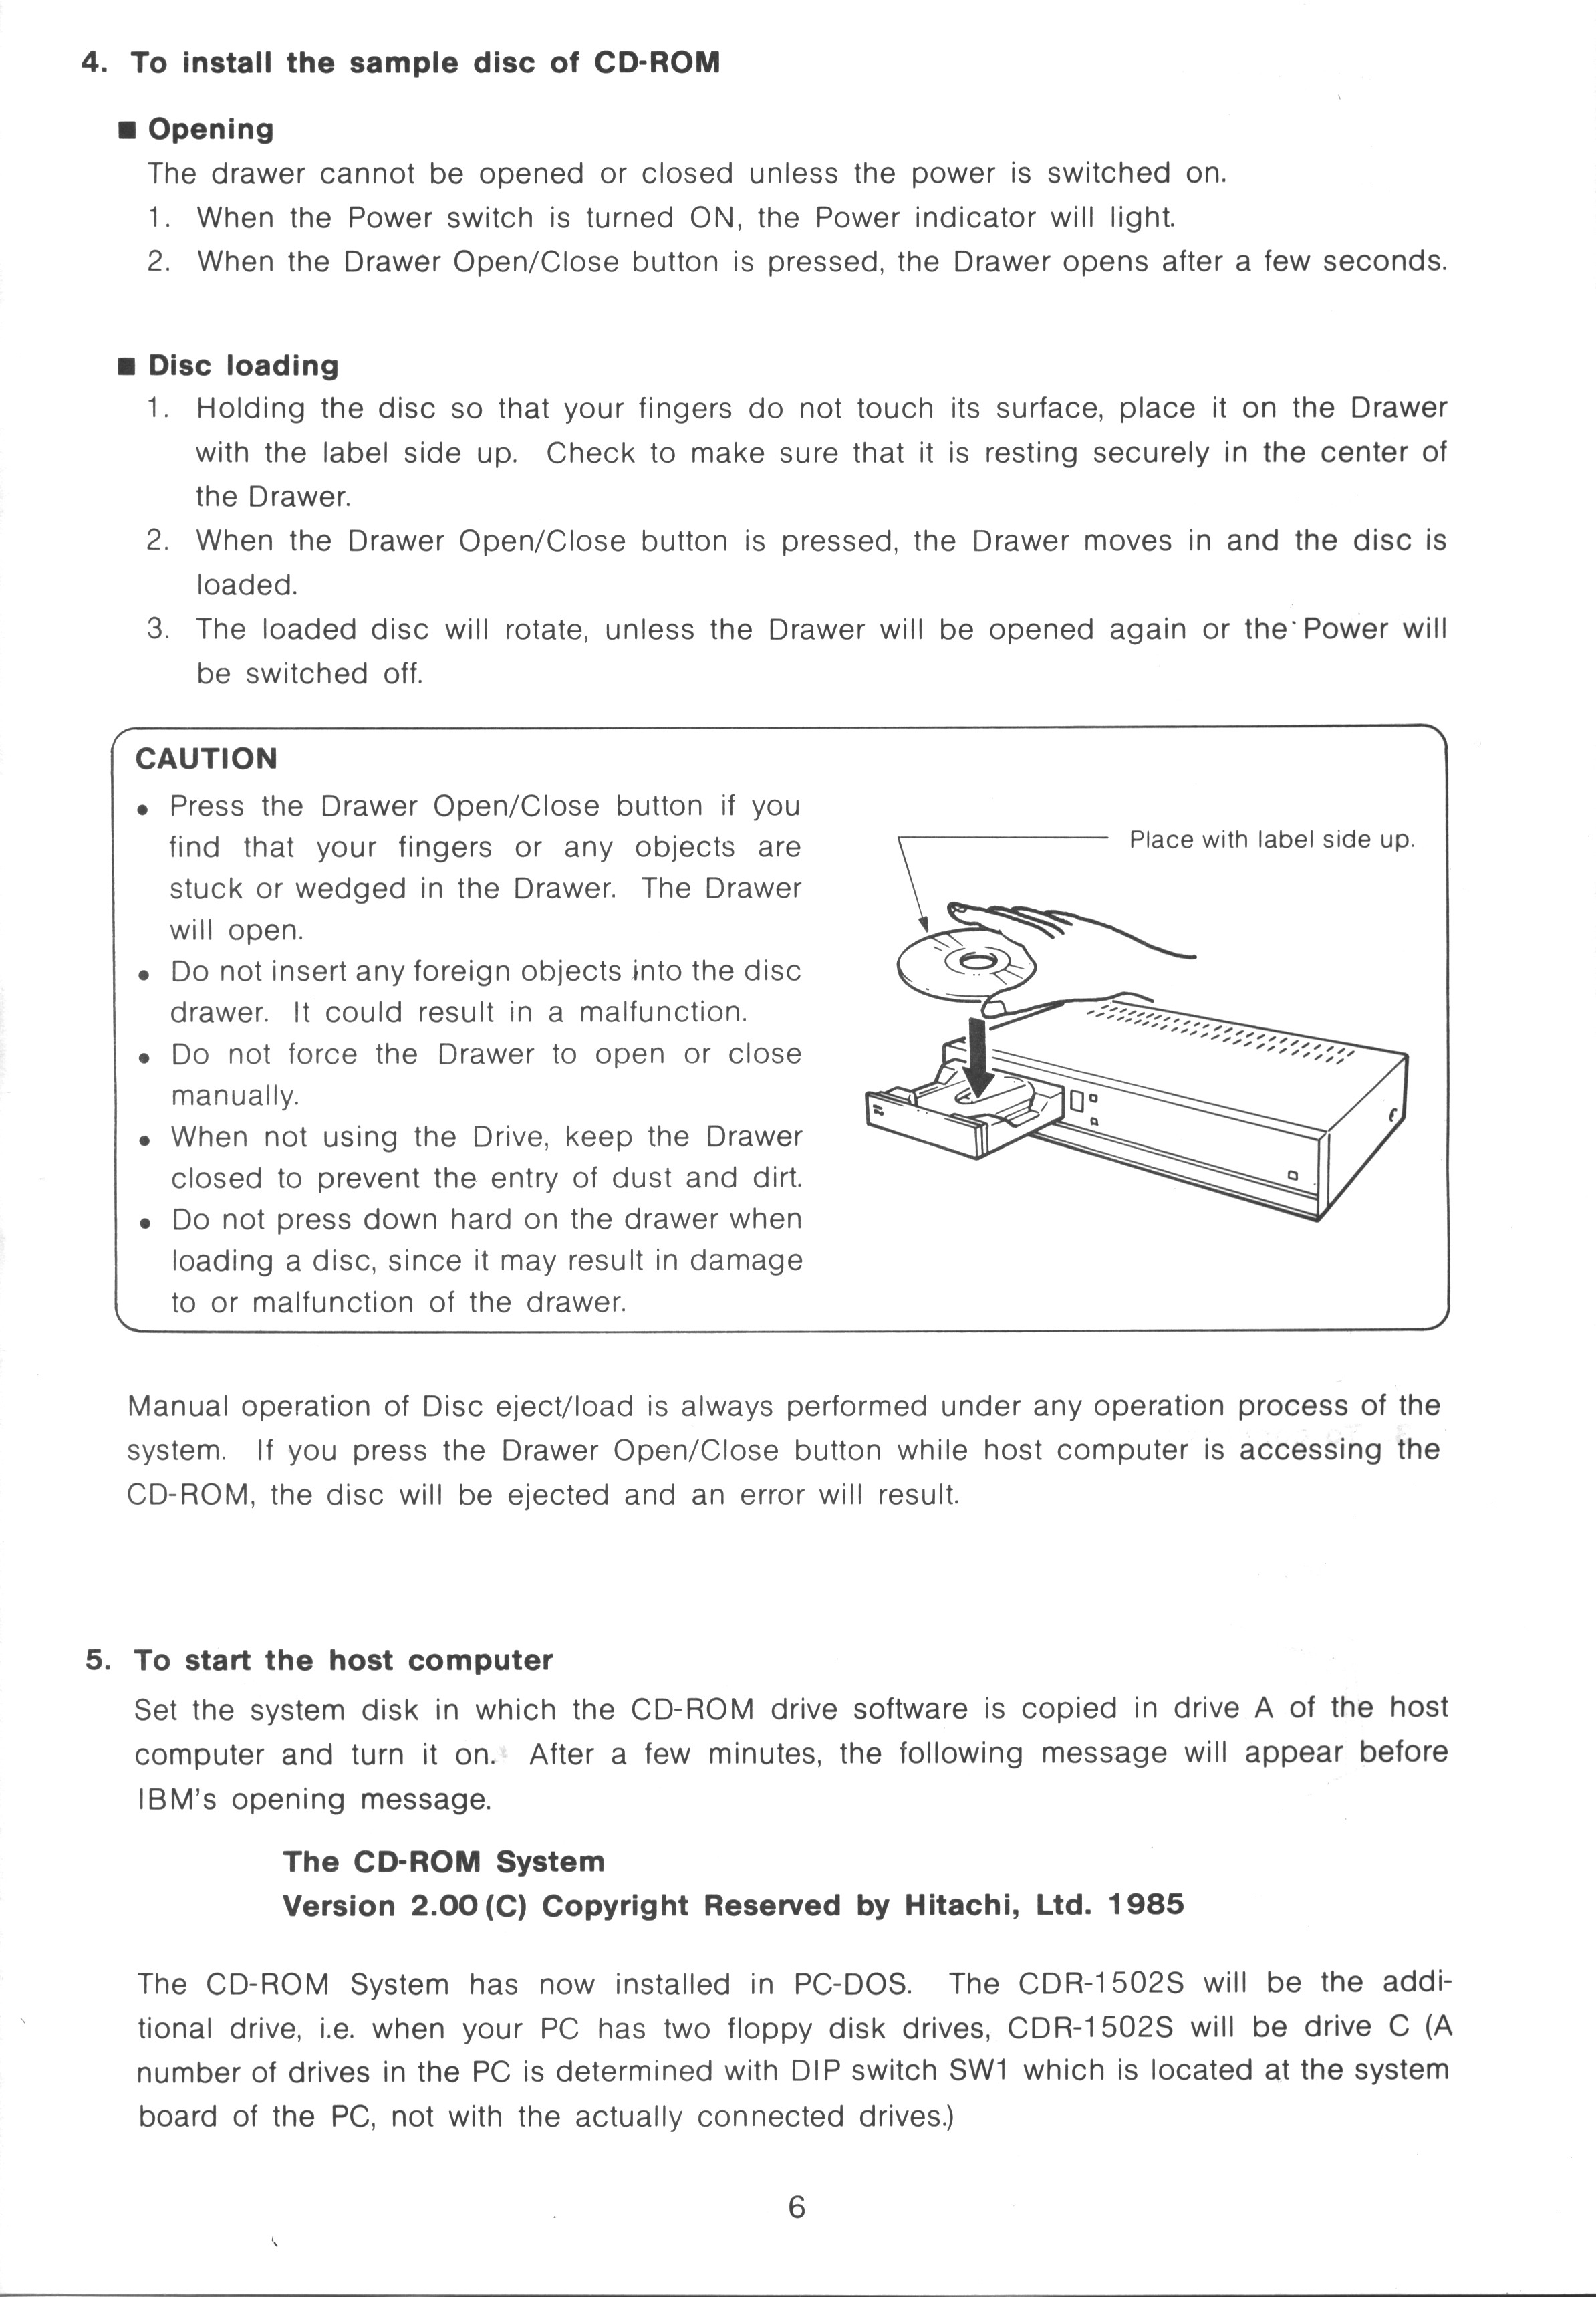 4. To install the sample disc of CD-ROM
■ Opening
The drawer cannot be opened or closed unless the power is switched on.
1. When the Power switch is turned ON, the Power indicator will light.
2. When the Drawer Open/Close button is pressed, the Drawer opens after a few seconds.
■ Disc loading
1. Holding the disc so that your fingers do not touch its surface, place it on the Drawer
with the label side up. Check to make sure that it is resting securely in the center of
the Drawer.
2. When the Drawer Open/Close button is pressed, the Drawer moves in and the disc is
loaded.
3. The loaded disc will rotate, unless the Drawer will be opened again or the Power will
be switched off.
CAUTION
• Press the Drawer Open/Close button if you
find that your fingers or any objects are
stuck or wedged in the Drawer. The Drawer
will open.
• Do not insert any foreign objects into the disc
drawer. It could result in a malfunction.
• Do not force the Drawer to open or close
manually.
• When not using the Drive, keep the Drawer
closed to prevent the entry of dust and dirt.
• Do not press down hard on the drawer when
loading a disc, since it may result in damage
to or malfunction of the drawer.
Place with label side up.
Manual operation of Disc eject/load is always performed under any operation process of the
system. If you press the Drawer Open/Close button while host computer is accessing the
CD-ROM, the disc will be ejected and an error will result.
5. To start the host computer
Set the system disk in which the CD-ROM drive software is copied in drive A of the host
computer and turn it on. After a few minutes, the following message will appear before
IBM's opening message.
The CD-ROM System
Version 2.00 (C) Copyright Reserved by Hitachi, Ltd. 1985
The CD-ROM System has now installed in PC-DOS. The CDR-1502S will be the addi-
tional drive, i.e. when your PC has two floppy disk drives, CDR-1502S will be drive C (A
number of drives in the PC is determined with DIP switch SW1 which is located at the system
board of the PC, not with the actually connected drives.)
6